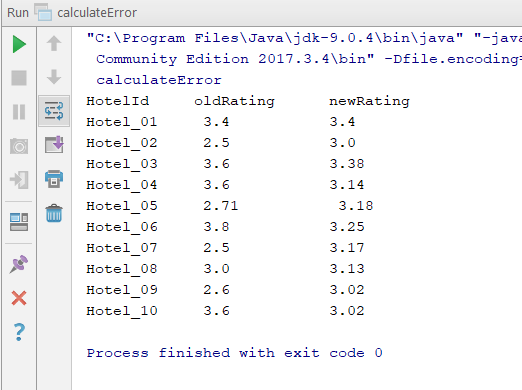 Run calculateError
"C:\Program Files\Java\jdk-9.0.4\bin\java" "-java
Community Edition 2017.3.4\bin" -Dfile.encoding=
calculateError
HotelId oldRating newRating
Hotel_01 3.4 3.4
Hotel_02 2.5 3.0
Hotel_03 3.6 3.38
Hotel_04 3.6 3.14
Hotel_05 2.71 3.18
Hotel_06 3.8 3.25
Hotel_07 2.5 3.17
Hotel_08 3.0 3.13
Hotel_09 2.6 3.02
Hotel_10 3.6 3.02
Process finished with exit code 0